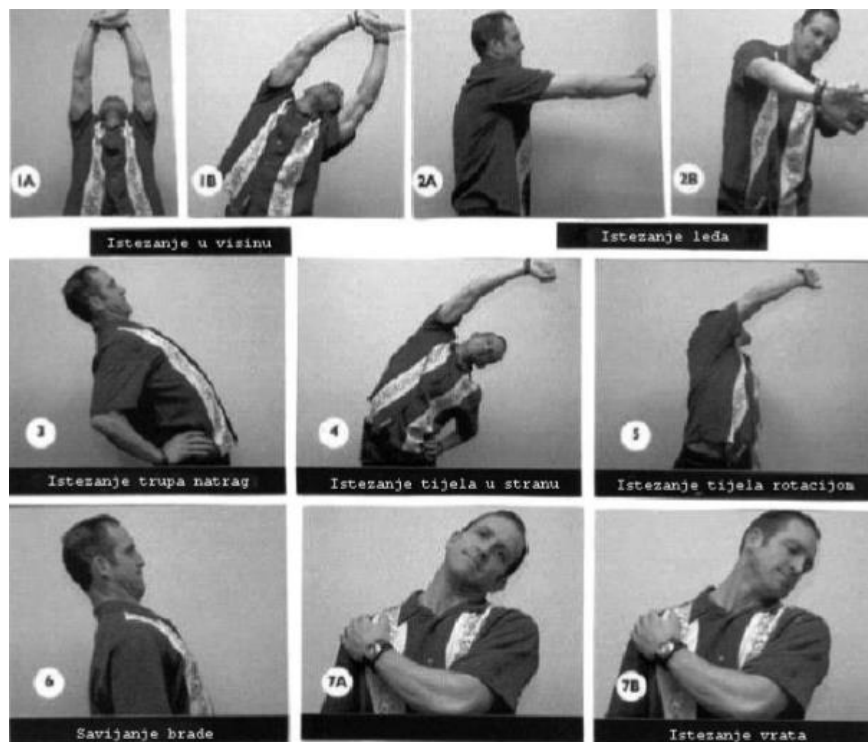 1A
1B
2A
2B
Istezanje u visinu
Istezanje leđa
3
4
5
Istezanje trupa natrag
Istezanje tijela u stranu
Istezanje tijela rotacijom
6
7A
7B
Savijanje brade
Istezanje vrata